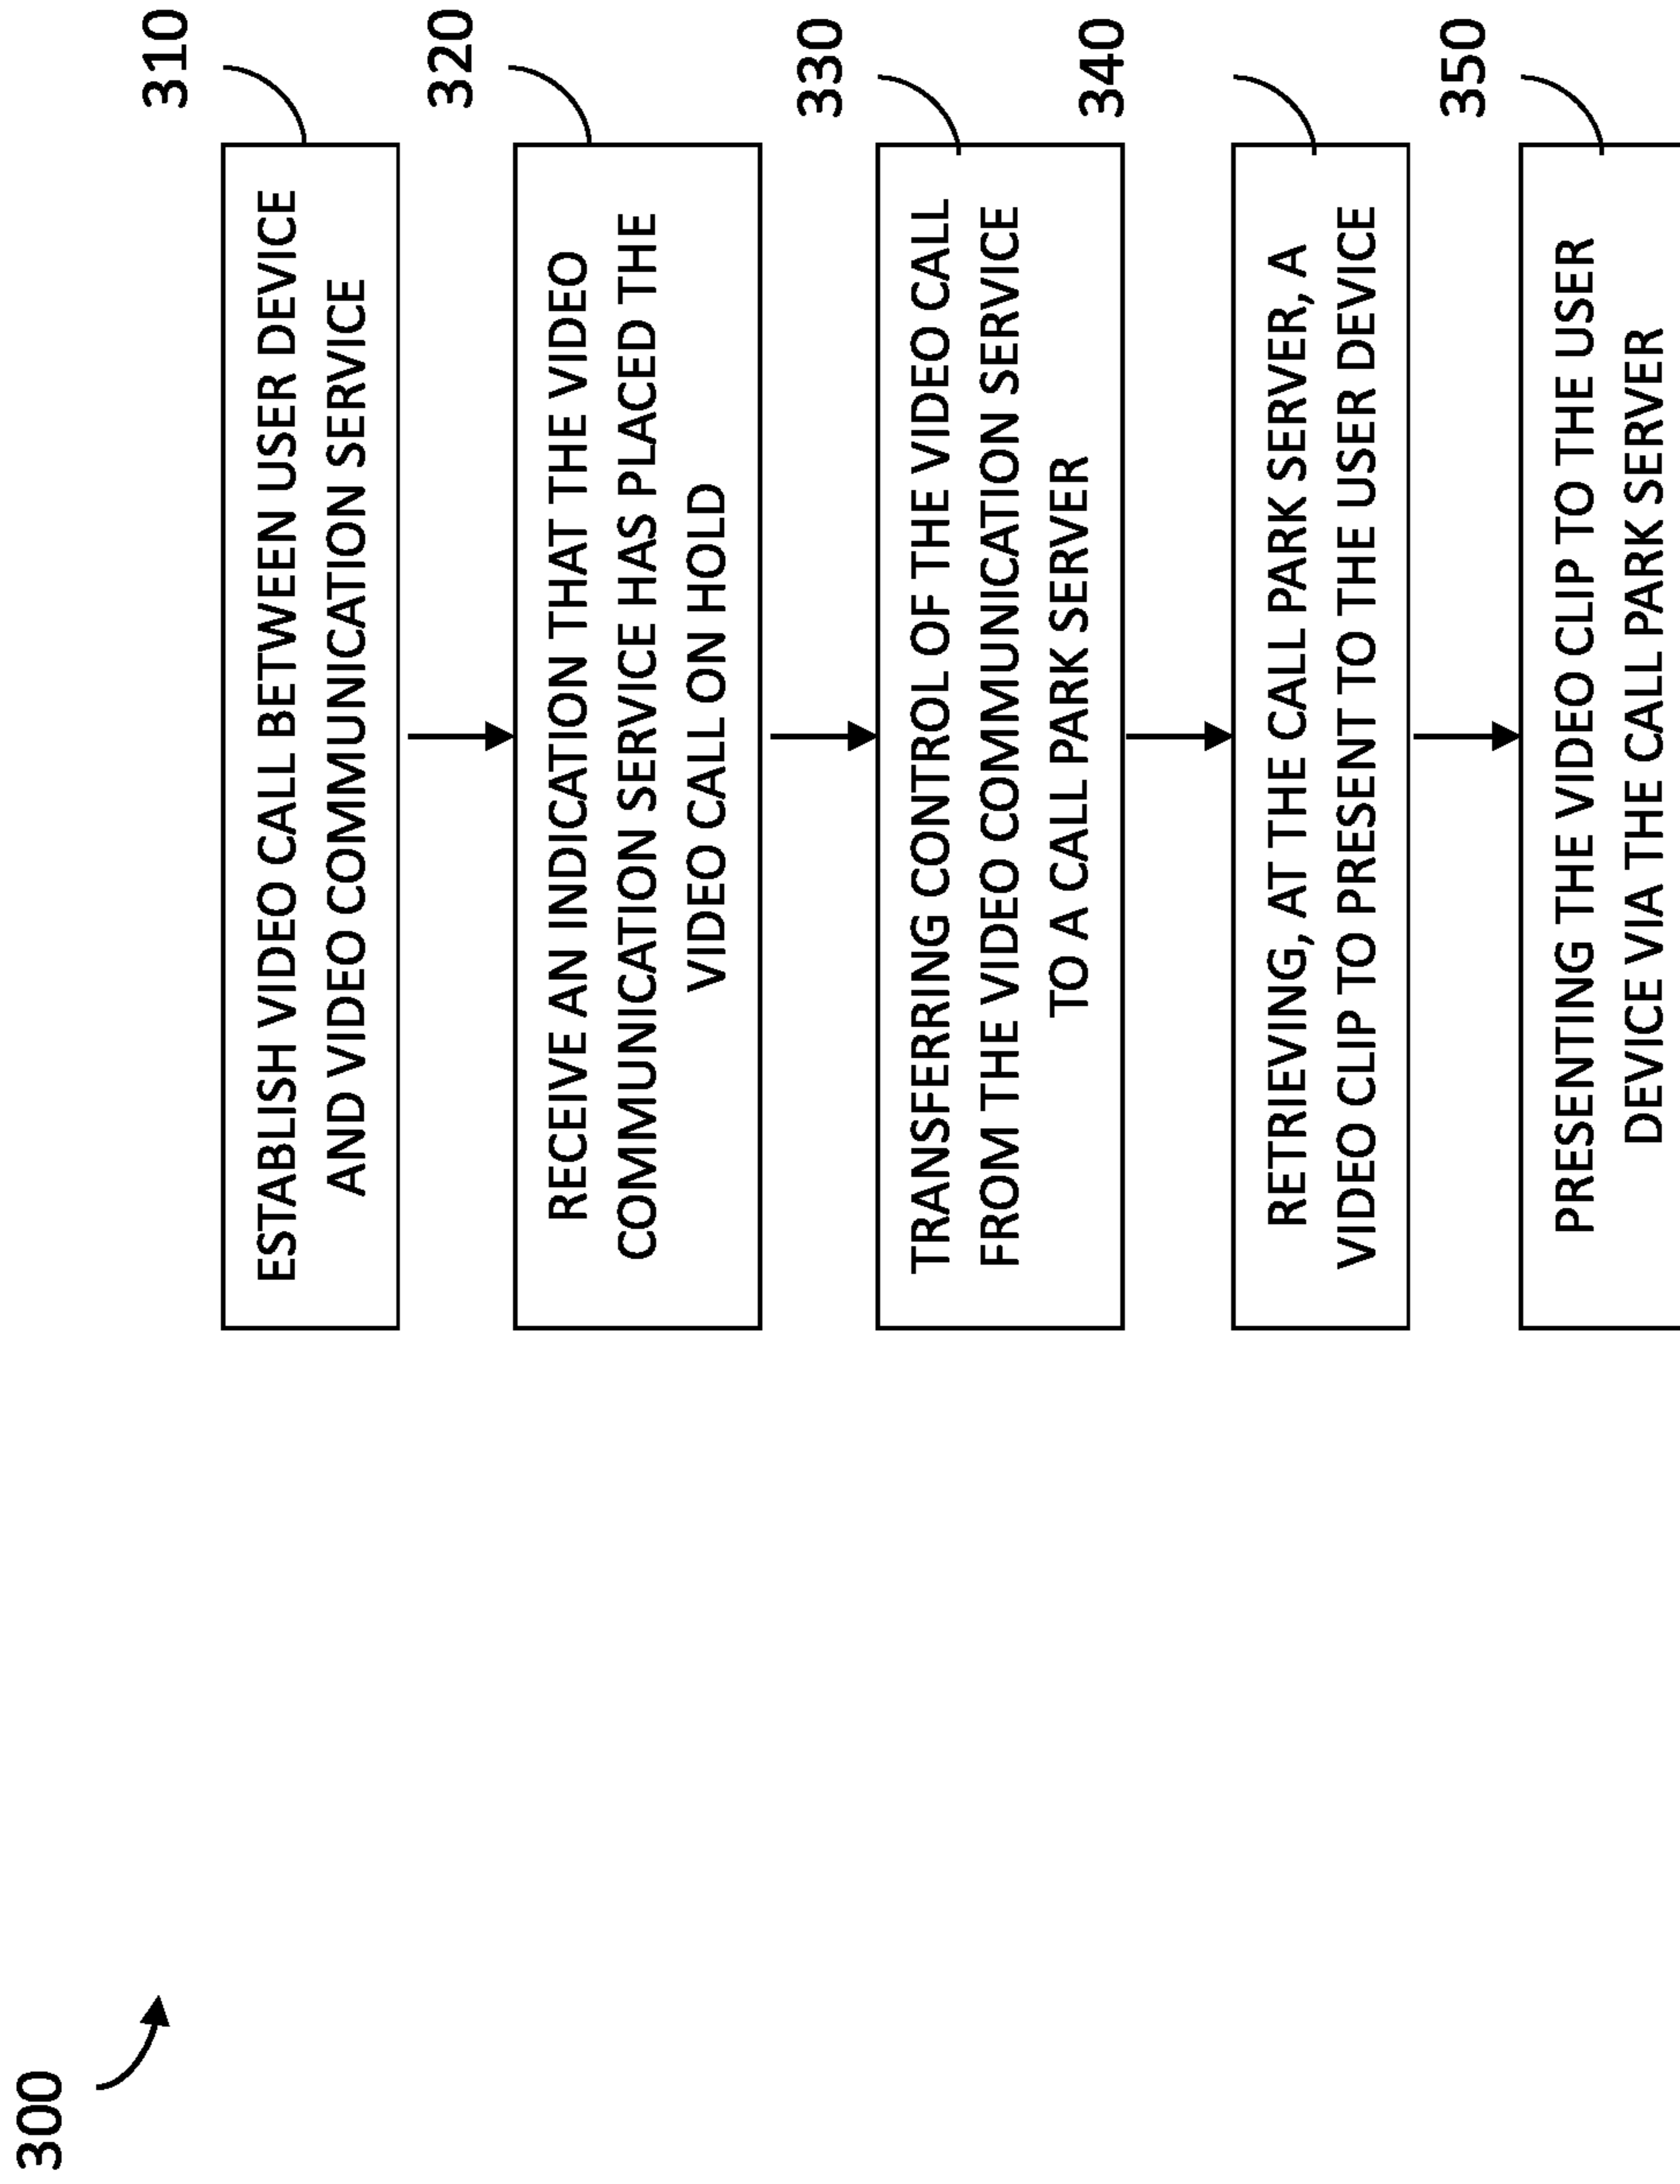 300
310
ESTABLISH VIDEO CALL BETWEEN USER DEVICE
AND VIDEO COMMUNICATION SERVICE
320
RECEIVE AN INDICATION THAT THE VIDEO
COMMUNICATION SERVICE HAS PLACED THE
VIDEO CALL ON HOLD
330
TRANSFERRING CONTROL OF THE VIDEO CALL
FROM THE VIDEO COMMUNICATION SERVICE
TO A CALL PARK SERVER
340
RETRIEVING, AT THE CALL PARK SERVER, A
VIDEO CLIP TO PRESENT TO THE USER DEVICE
350
PRESENTING THE VIDEO CLIP TO THE USER
DEVICE VIA THE CALL PARK SERVER